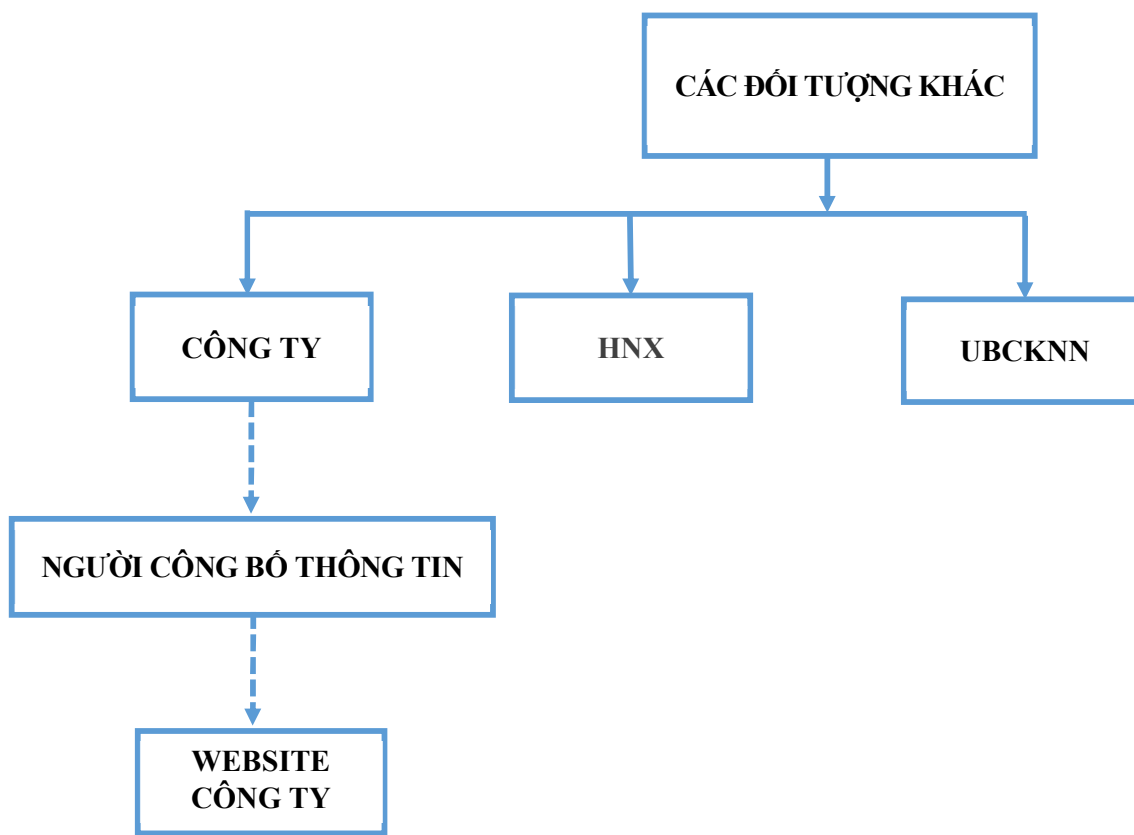 CÁC ĐỐI TƯỢNG KHÁC
CÔNG TY
HNX
UBCKNN
NGƯỜI CÔNG BỐ THÔNG TIN
WEBSITE
CÔNG TY